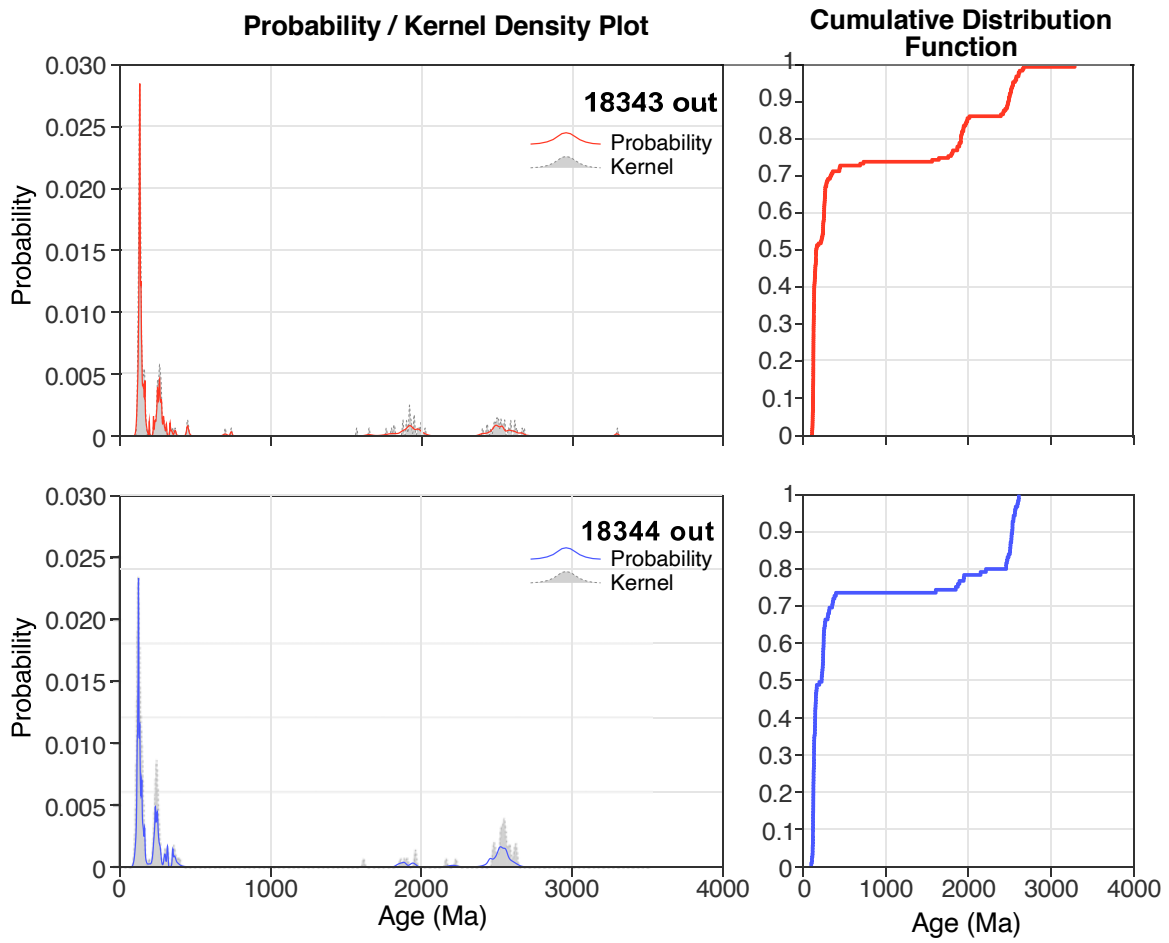 Probability / Kernel Density Plot
Cumulative Distribution
Function
0.030
0.025
0.020
0.015
0.010
0.005
0
Probability
18343 out
Probability
Kernel
1
0.9
0.8
0.7
0.6
0.5
0.4
0.3
0.2
0.1
0
0.030
0.025
0.020
0.015
0.010
0.005
0
Probability
18344 out
Probability
Kernel
0 1000 2000 3000 4000
Age (Ma)
1
0.9
0.8
0.7
0.6
0.5
0.4
0.3
0.2
0.1
0
0 1000 2000 3000 4000
Age (Ma)